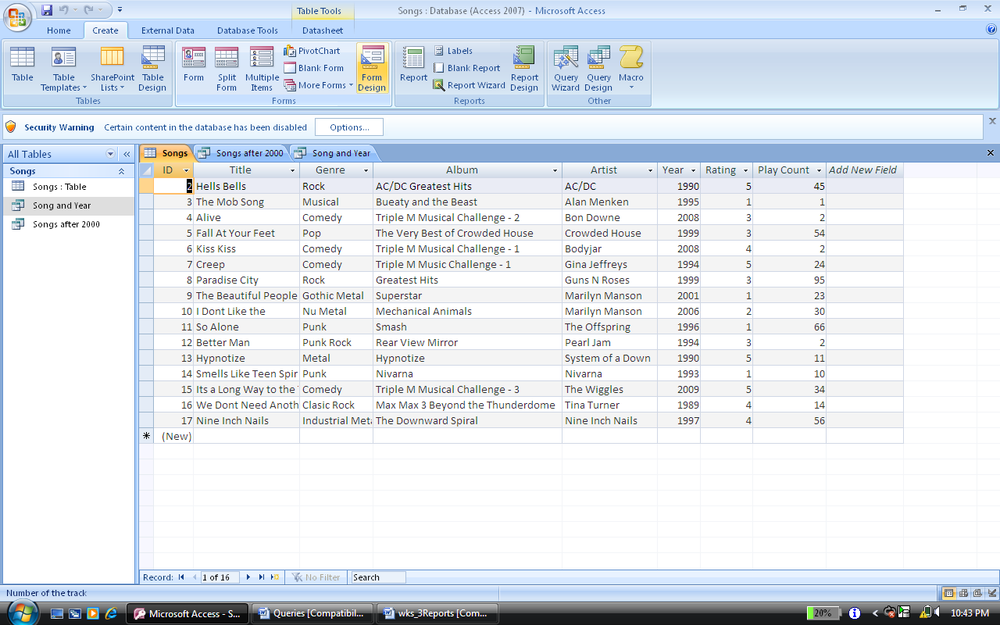 Table Tools
Songs : Database (Access 2007) - Microsoft Access
Home Create External Data Database Tools Datasheet
Table
Table Templates
SharePoint Lists
Table Design
Tables
Form
Split Form
Multiple Items
PivotChart
Blank Form
More Forms
Form Design
Forms
Report
Labels
Blank Report
Report Wizard
Report Design
Reports
Query Wizard
Query Design
Macro
Other
Security Warning Certain content in the database has been disabled Options...
All Tables «
Songs
Songs : Table
Song and Year
Songs after 2000
Songs Songs after 2000 Song and Year
ID Title Genre Album Artist Year Rating Play Count Add New Field
2 Hells Bells Rock AC/DC Greatest Hits AC/DC 1990 5 45
3 The Mob Song Musical Bueaty and the Beast Alan Menken 1995 1 1
4 Alive Comedy Triple M Musical Challenge - 2 Bon Downe 2008 3 2
5 Fall At Your Feet Pop The Very Best of Crowded House Crowded House 1999 3 54
6 Kiss Kiss Comedy Triple M Musical Challenge - 1 Bodyjar 2008 4 2
7 Creep Comedy Triple M Music Challenge - 1 Gina Jeffreys 1994 5 24
8 Paradise City Rock Greatest Hits Guns N Roses 1999 3 95
9 The Beautiful People Gothic Metal Superstar Marilyn Manson 2001 1 23
10 I Dont Like the Nu Metal Mechanical Animals Marilyn Manson 2006 2 30
11 So Alone Punk Smash The Offspring 1996 1 66
12 Better Man Punk Rock Rear View Mirror Pearl Jam 1994 3 2
13 Hypnotize Metal Hypnotize System of a Down 1990 5 11
14 Smells Like Teen Spir Punk Nivarna Nivarna 1993 1 10
15 Its a Long Way to the Comedy Triple M Musical Challenge - 3 The Wiggles 2009 5 34
16 We Dont Need Anoth Clasic Rock Max Max 3 Beyond the Thunderdome Tina Turner 1989 4 14
17 Nine Inch Nails Industrial Meta The Downward Spiral Nine Inch Nails 1997 4 56
* (New)
Record: 1 of 16 No Filter Search
Number of the track
Microsoft Access - S... Queries [Compatibil... wks_3Reports [Com... 20% 10:43 PM